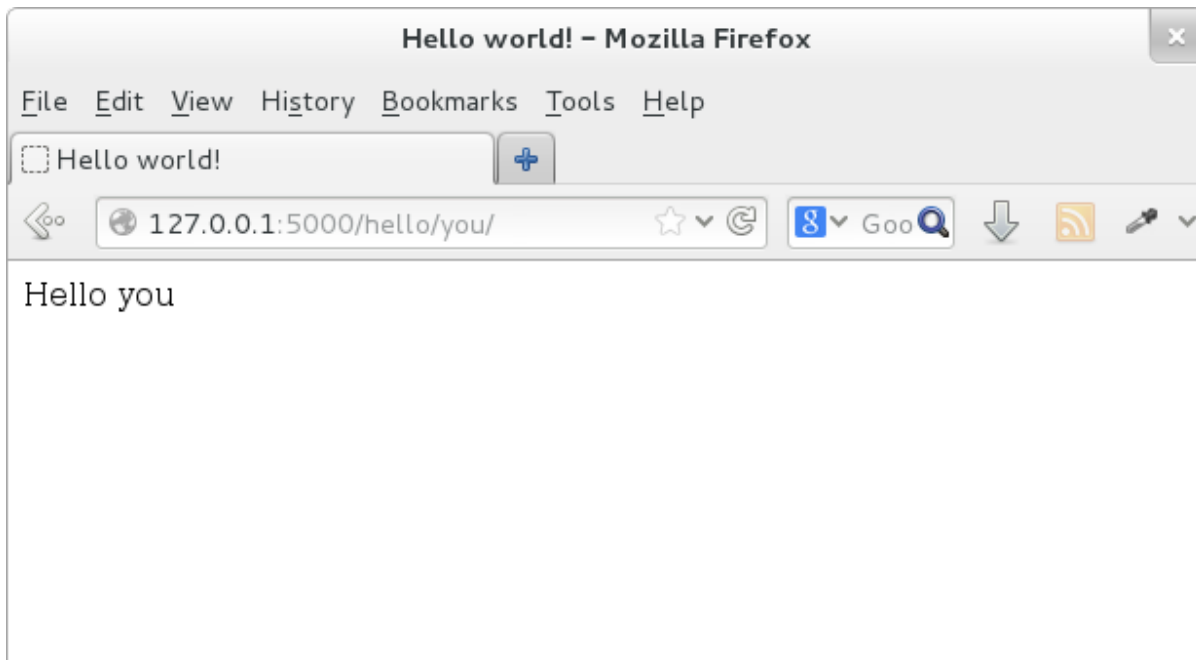 Hello world! – Mozilla Firefox
File Edit View History Bookmarks Tools Help
Hello world!
127.0.0.1:5000/hello/you/ 8 Goo
Hello you